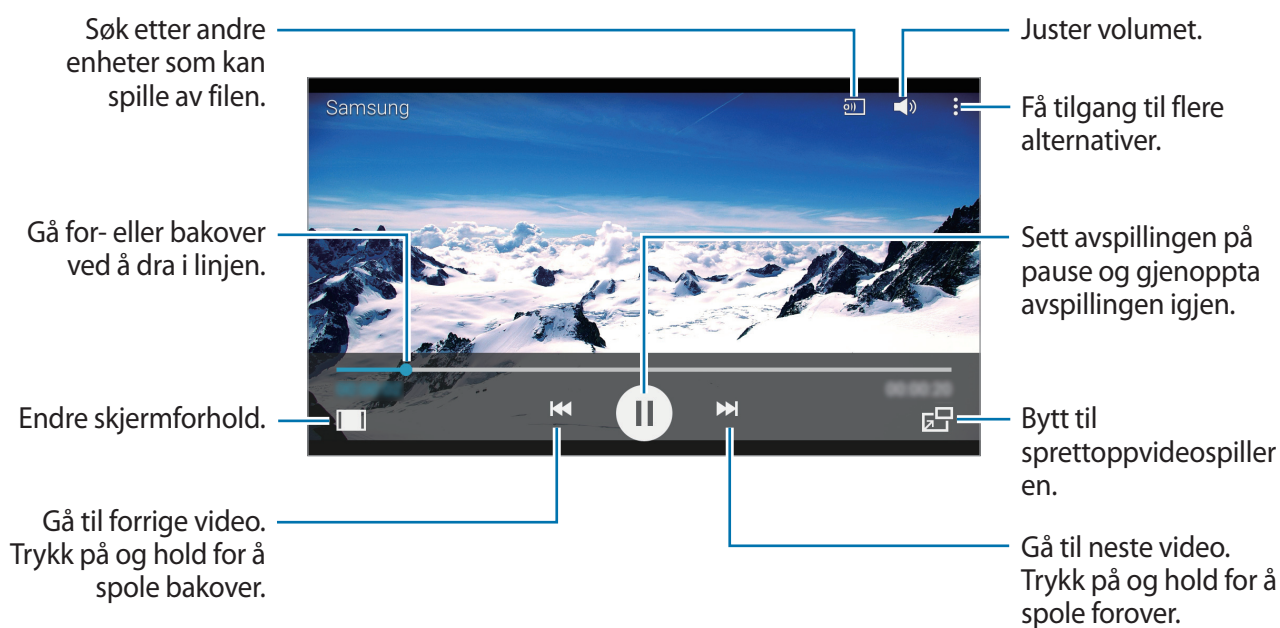 Søk etter andre
enheter som kan
spille av filen.
Juster volumet.
Samsung
Få tilgang til flere
alternativer.
Gå for- eller bakover
ved å dra i linjen.
Sett avspillingen på
pause og gjenoppta
avspillingen igjen.
Endre skjermforhold.
Bytt til
sprettoppvideospiller
en.
Gå til forrige video.
Trykk på og hold for å
spole bakover.
Gå til neste video.
Trykk på og hold for å
spole forover.